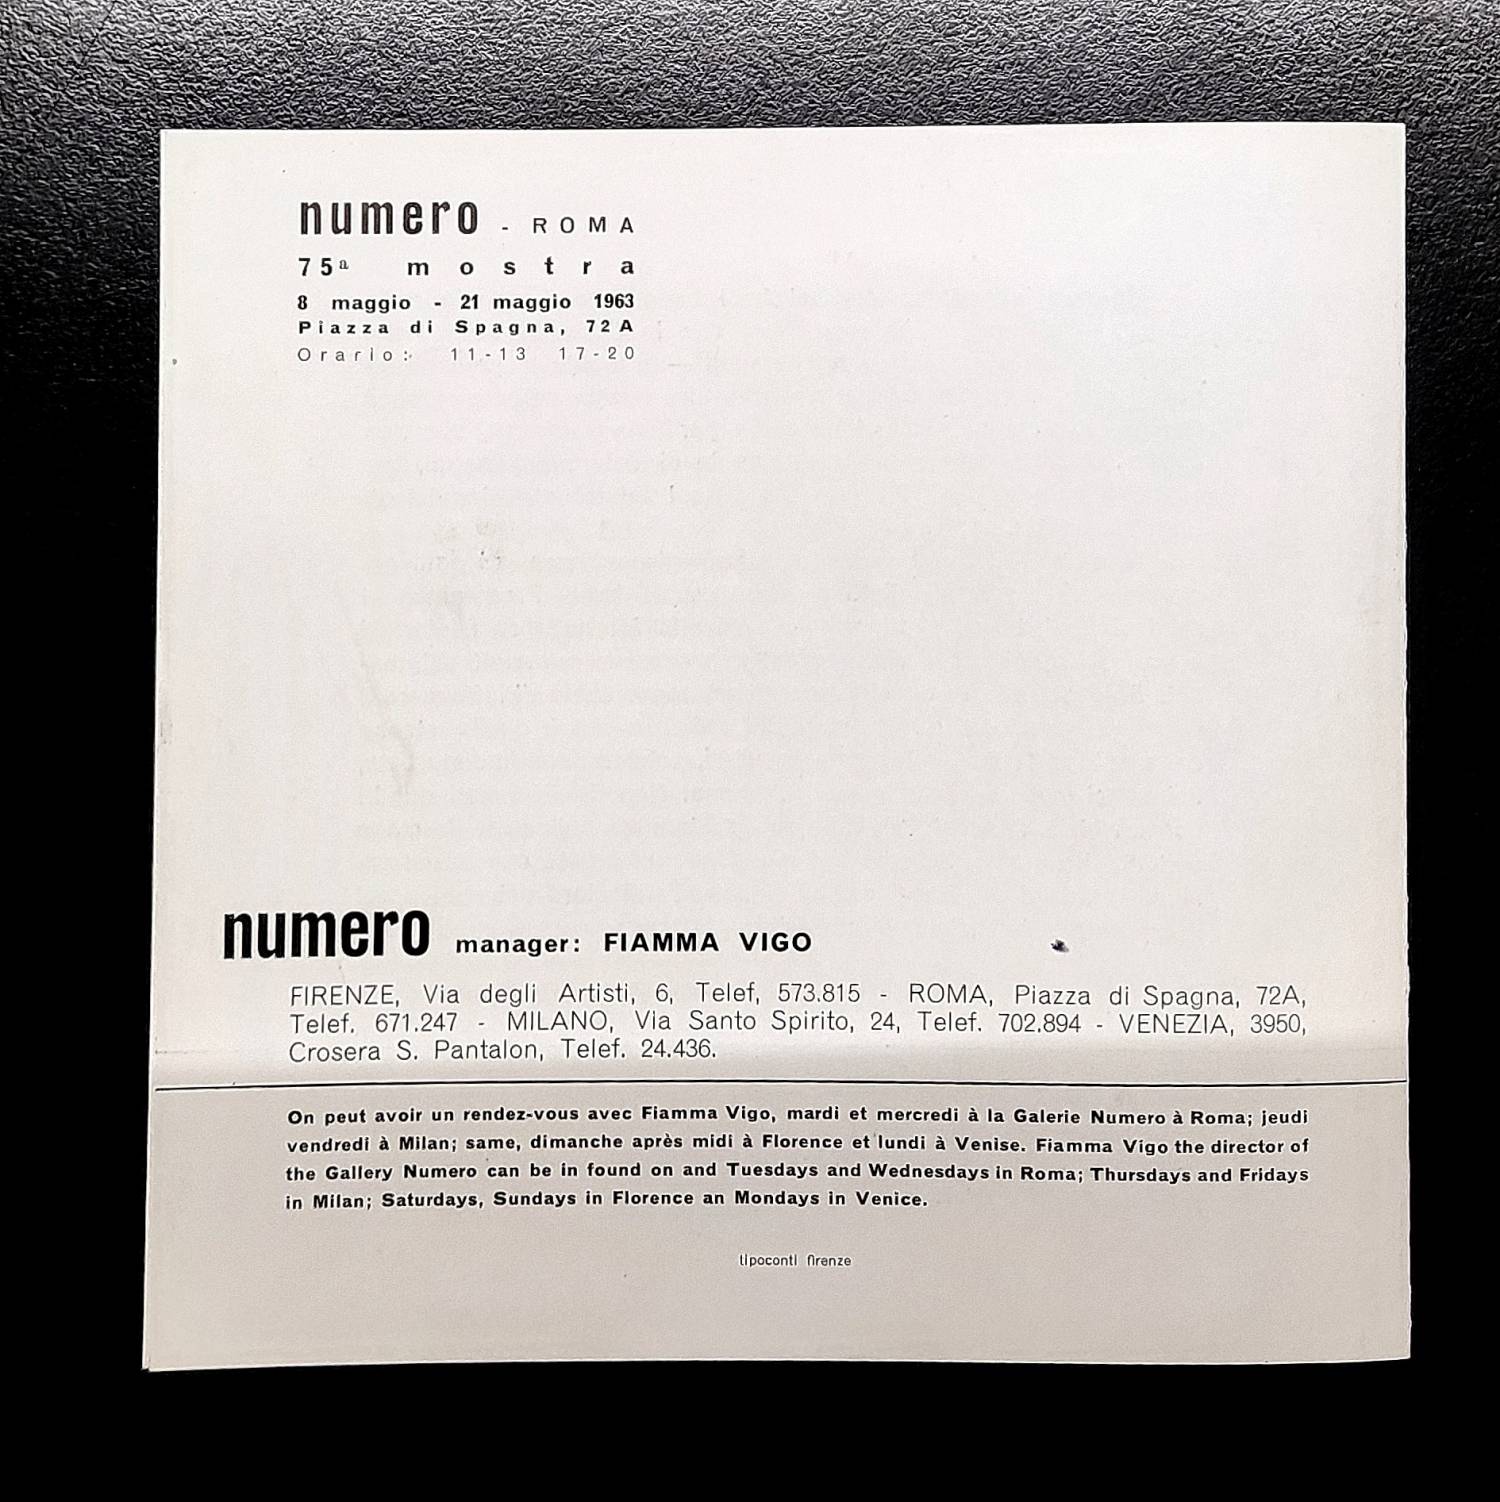 numero - ROMA
75ª mostra
8 maggio - 21 maggio 1963
Piazza di Spagna, 72 A
Orario: 11-13 17-20
numero manager: FIAMMA VIGO
FIRENZE, Via degli Artisti, 6, Telef, 573.815 - ROMA, Piazza di Spagna, 72A,
Telef. 671.247 - MILANO, Via Santo Spirito, 24, Telef. 702.894 - VENEZIA, 3950,
Crosera S. Pantalon, Telef. 24.436.
On peut avoir un rendez-vous avec Fiamma Vigo, mardi et mercredi à la Galerie Numero à Roma; jeudi
vendredi à Milan; same, dimanche après midi à Florence et lundi à Venise. Fiamma Vigo the director of
the Gallery Numero can be in found on and Tuesdays and Wednesdays in Roma; Thursdays and Fridays
in Milan; Saturdays, Sundays in Florence an Mondays in Venice.
tipoconti firenze